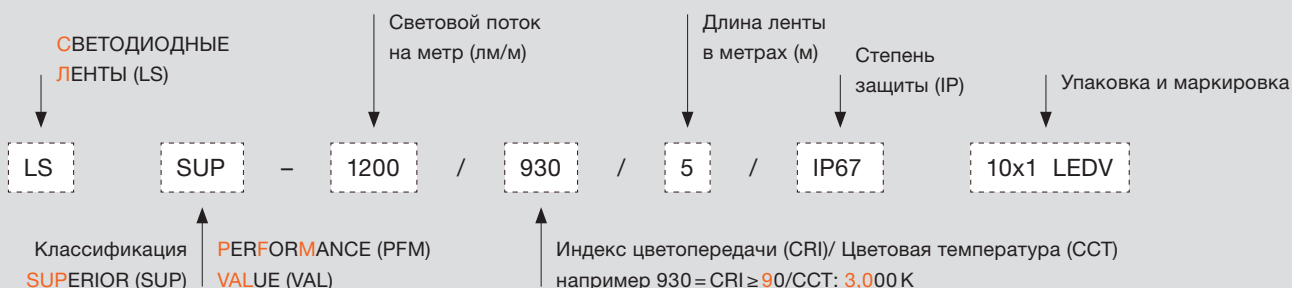 СВЕТОДИОДНЫЕ
ЛЕНТЫ (LS)
Световой поток
на метр (лм/м)
Длина ленты
в метрах (м)
Степень
защиты (IP)
Упаковка и маркировка
LS SUP – 1200 / 930 / 5 / IP67 10x1 LEDV
Классификация
SUPERIOR (SUP)
PERFORMANCE (PFM)
VALUE (VAL)
Индекс цветопередачи (CRI)/ Цветовая температура (CCT)
например 930 = CRI ≥ 90/CCT: 3,000 K